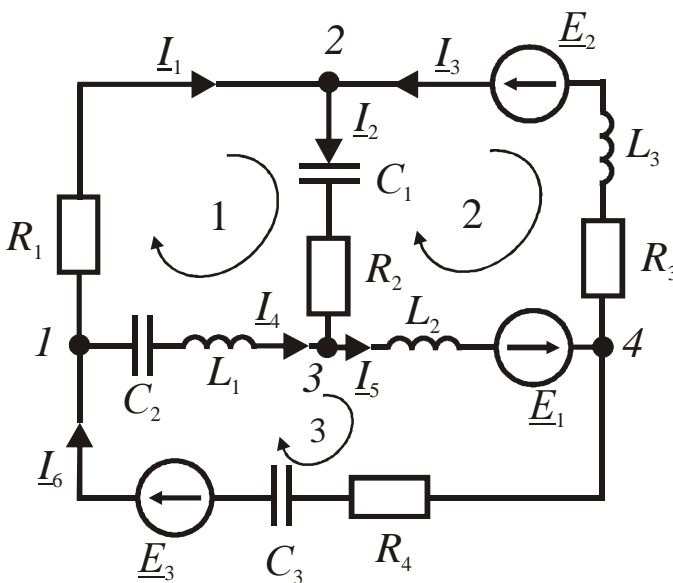 2
I₁
I₃
E₂
I₂
C₁
L₃
1
2
R₁
R₂
R₃
I₄
L₂
1
3
4
C₂
L₁
I₅
E₁
3
I₆
E₃
C₃
R₄